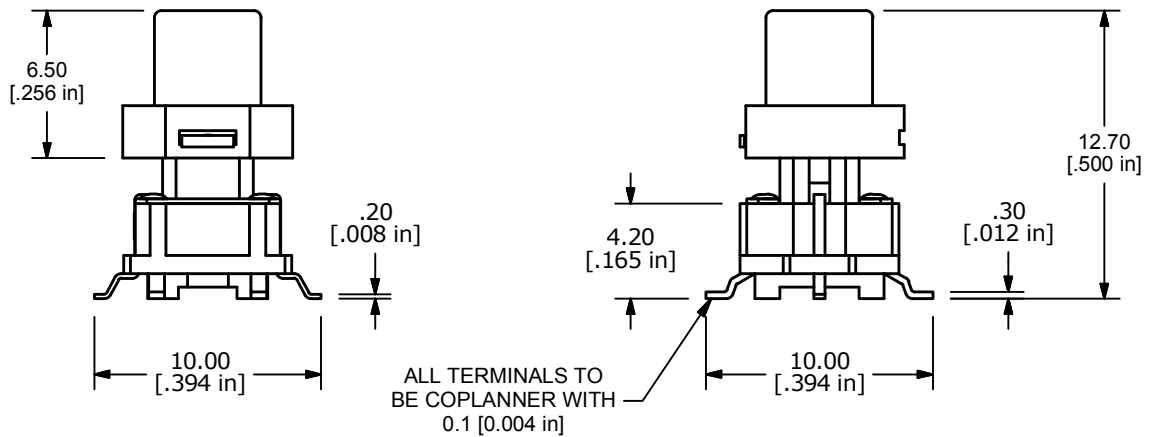 6.50
[.256 in]
.20
[.008 in]
10.00
[.394 in]
4.20
[.165 in]
.30
[.012 in]
12.70
[.500 in]
10.00
[.394 in]
ALL TERMINALS TO
BE COPLANNER WITH
0.1 [0.004 in]